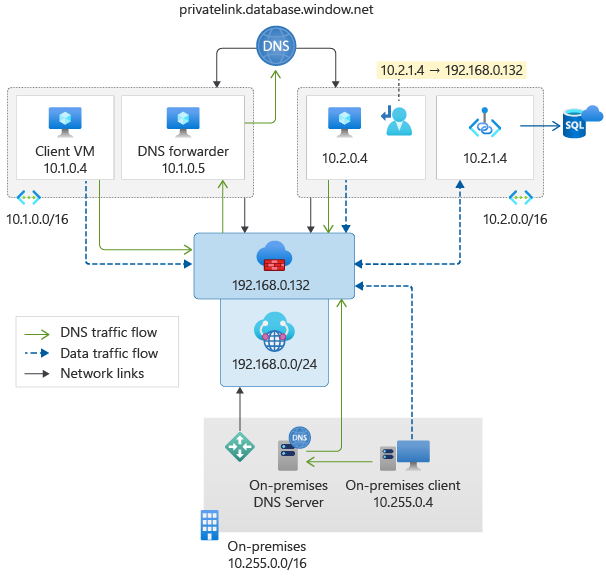 privatelink.database.window.net
DNS
10.2.1.4 → 192.168.0.132
Client VM
10.1.0.4
DNS forwarder
10.1.0.5
10.2.0.4
10.2.1.4
SQL
10.1.0.0/16
10.2.0.0/16
192.168.0.132
192.168.0.0/24
DNS traffic flow
Data traffic flow
Network links
DNS
On-premises
DNS Server
On-premises client
10.255.0.4
On-premises
10.255.0.0/16